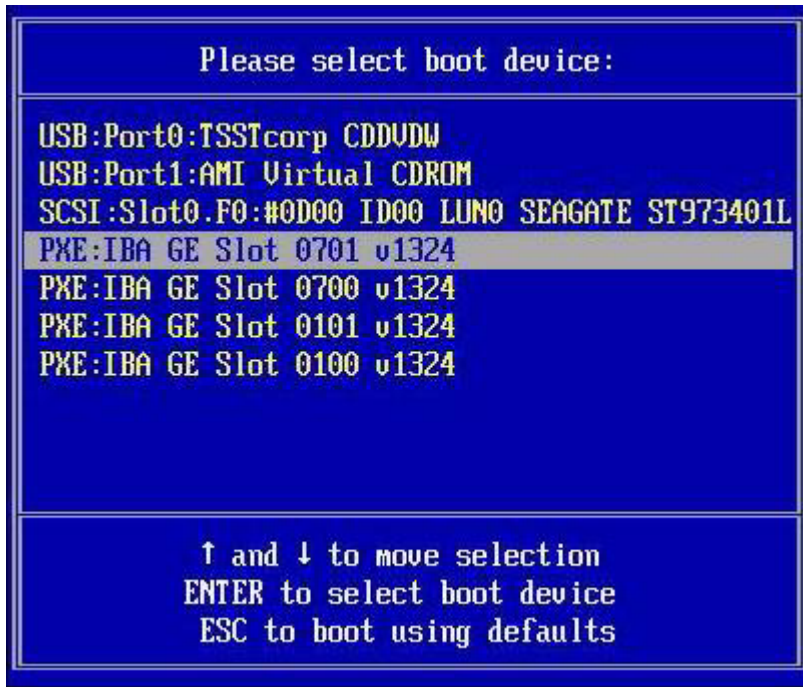 Please select boot device:
USB:Port0:TSSTcorp CDDVDW
USB:Port1:AMI Virtual CDROM
SCSI:Slot0.F0:#0D00 ID00 LUN0 SEAGATE ST973401L
PXE:IBA GE Slot 0701 v1324
PXE:IBA GE Slot 0700 v1324
PXE:IBA GE Slot 0101 v1324
PXE:IBA GE Slot 0100 v1324
↑ and ↓ to move selection
ENTER to select boot device
ESC to boot using defaults